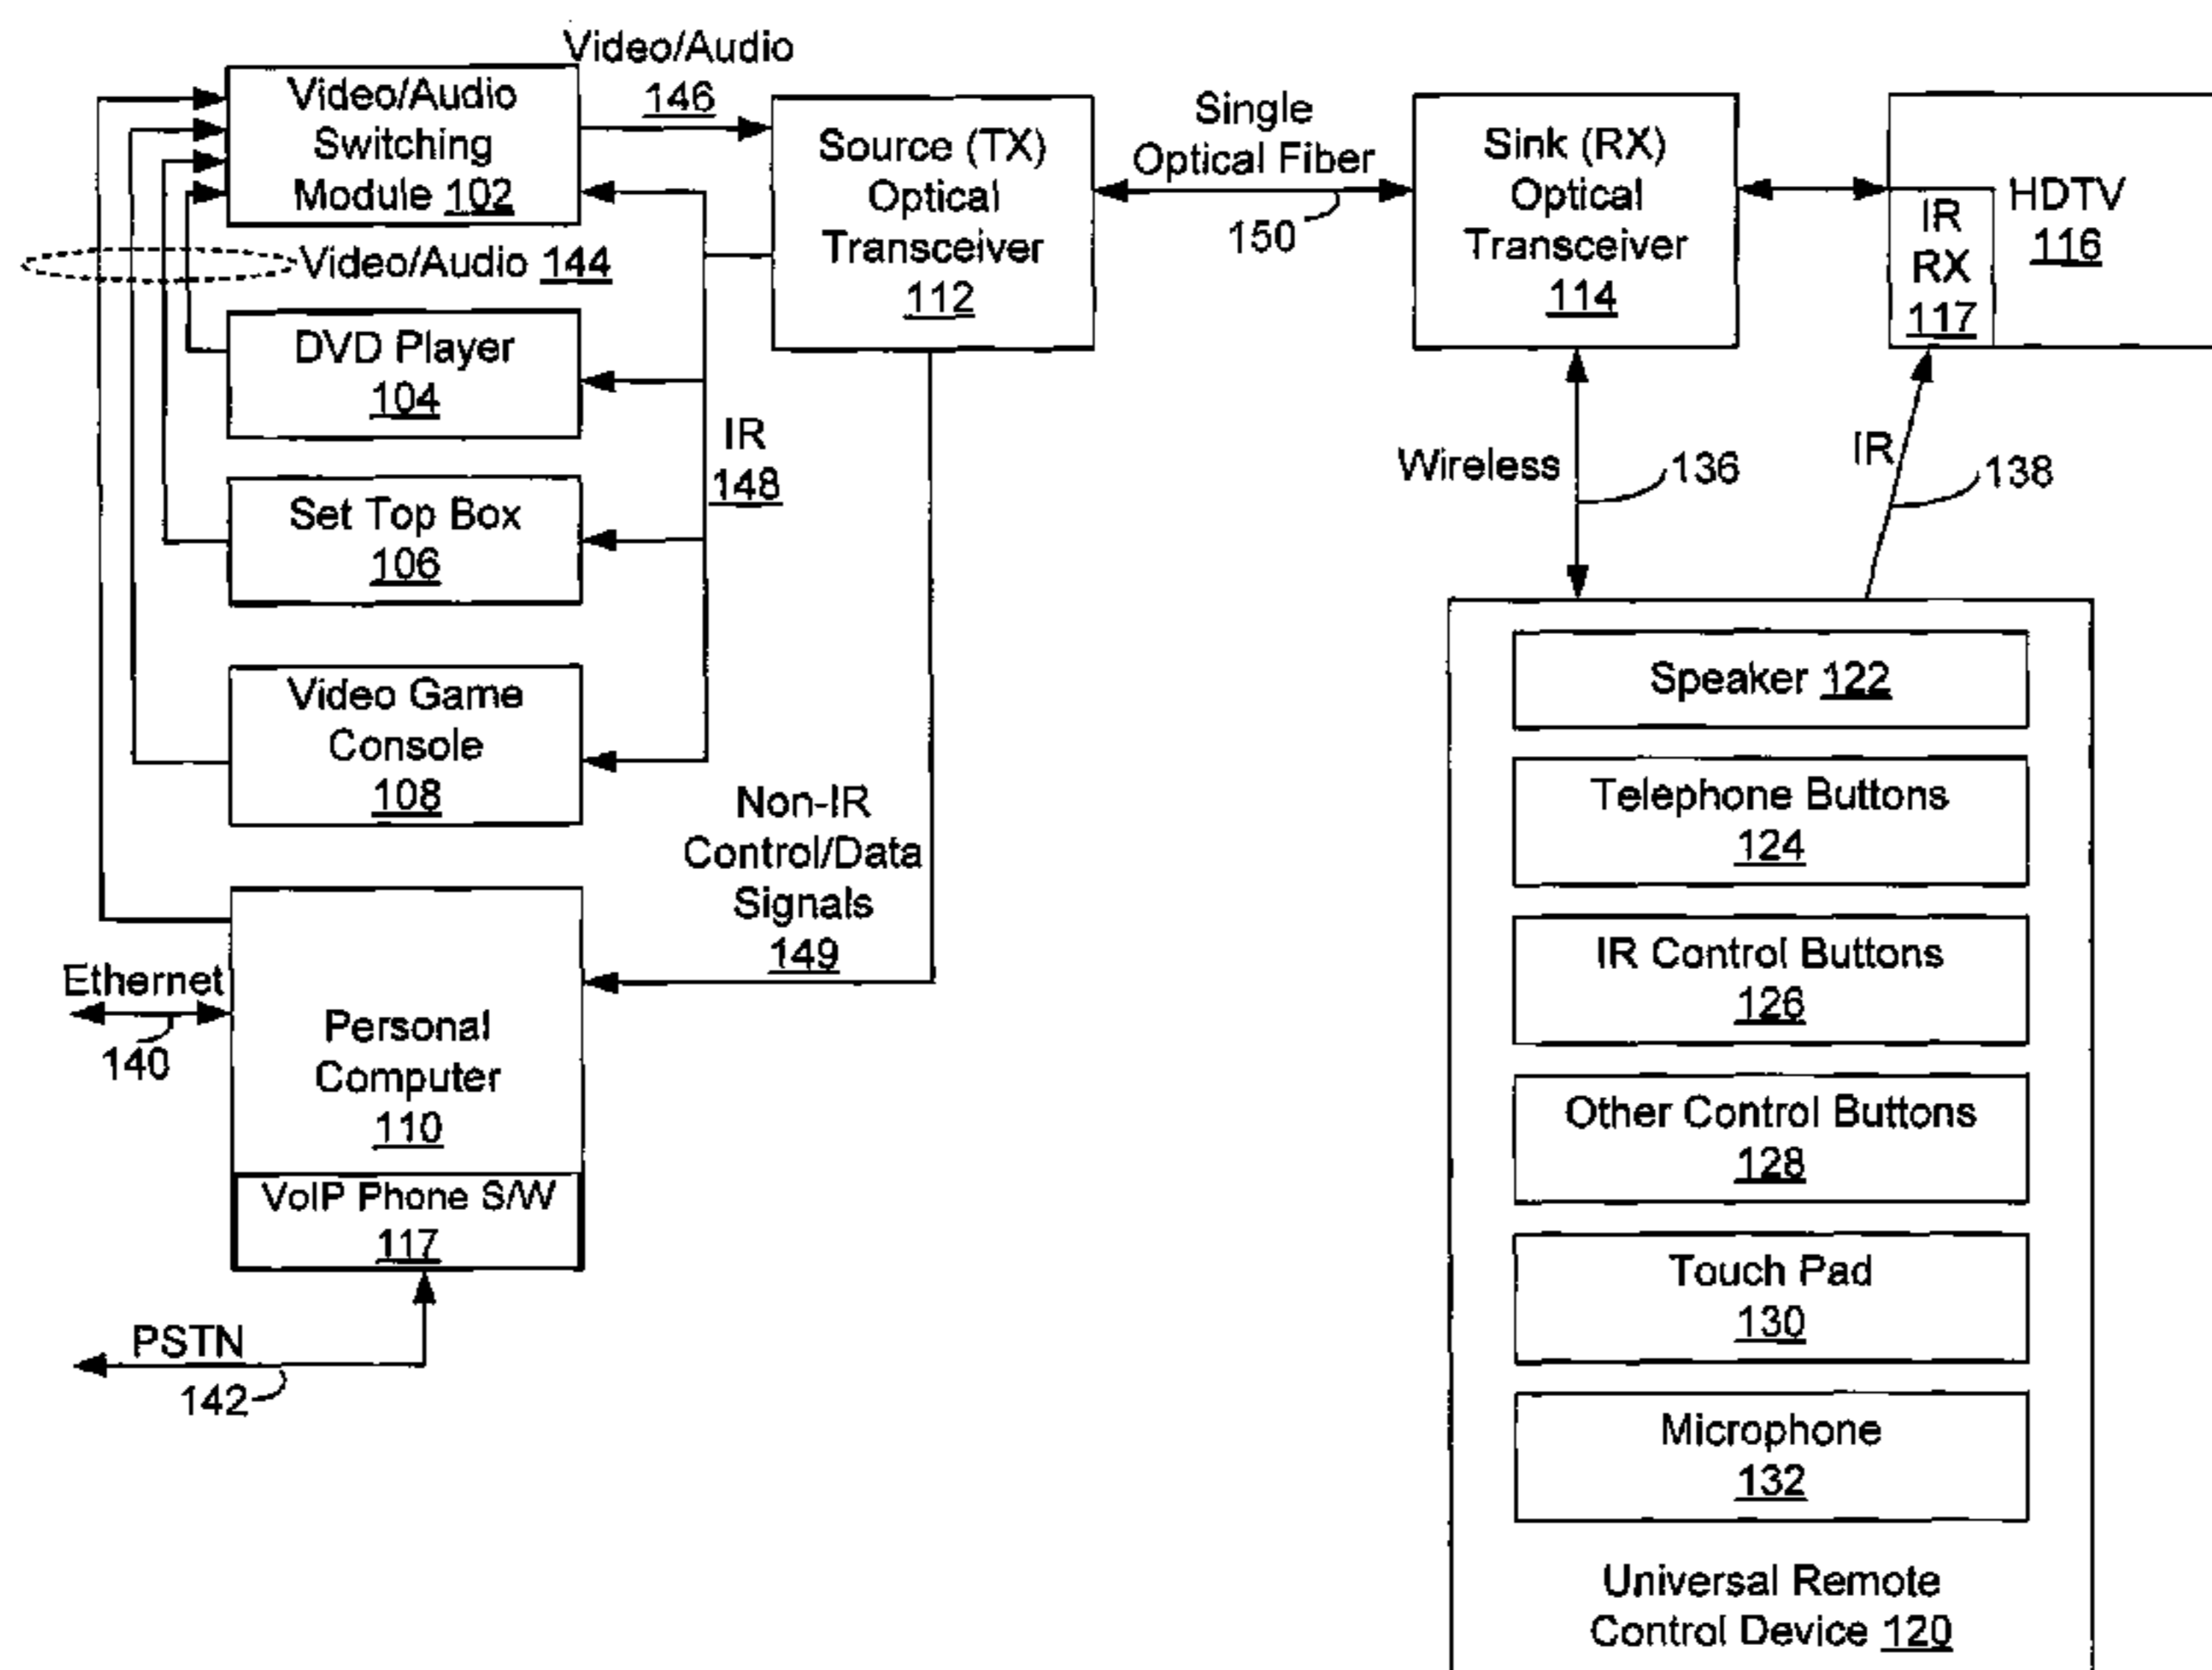 Video/Audio
146
Video/Audio
Switching
Module 102
Video/Audio 144
DVD Player
104
Set Top Box
106
Video Game
Console
108
IR
148
Non-IR
Control/Data
Signals
149
Ethernet
140
Personal
Computer
110
VoIP Phone S/W
117
PSTN
142
Source (TX)
Optical
Transceiver
112
Single
Optical Fiber
150
Sink (RX)
Optical
Transceiver
114
HDTV
116
IR
RX
117
Wireless
136
IR
138
Speaker 122
Telephone Buttons
124
IR Control Buttons
126
Other Control Buttons
128
Touch Pad
130
Microphone
132
Universal Remote
Control Device 120